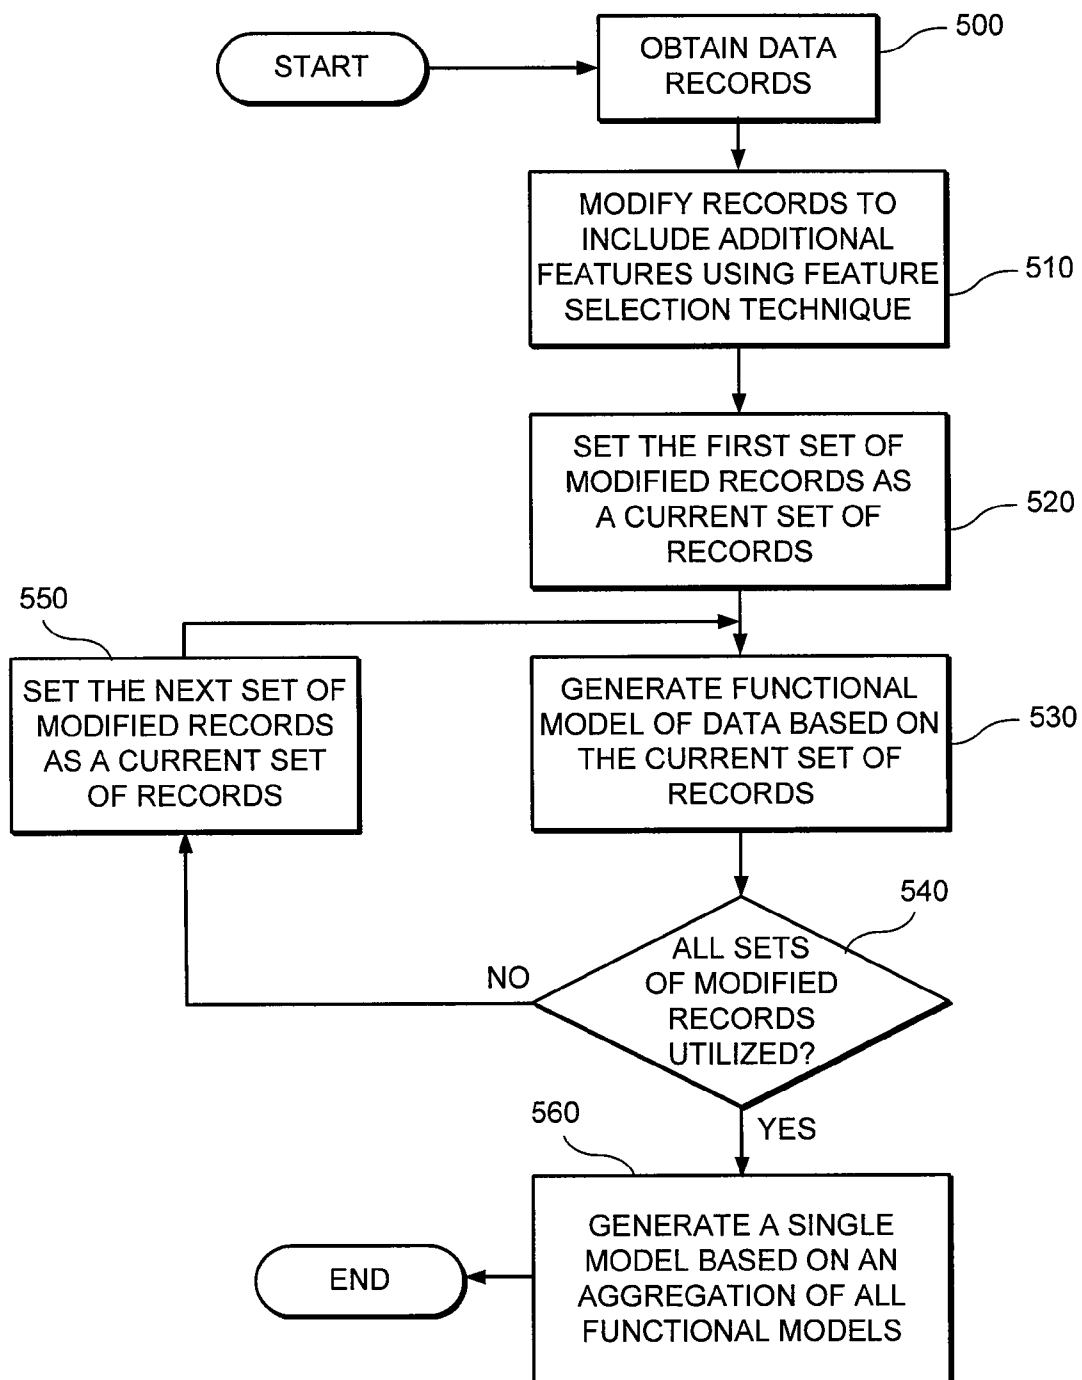 START
OBTAIN DATA
RECORDS
500
MODIFY RECORDS TO
INCLUDE ADDITIONAL
FEATURES USING FEATURE
SELECTION TECHNIQUE
510
SET THE FIRST SET OF
MODIFIED RECORDS AS
A CURRENT SET OF
RECORDS
520
550
SET THE NEXT SET OF
MODIFIED RECORDS
AS A CURRENT SET
OF RECORDS
GENERATE FUNCTIONAL
MODEL OF DATA BASED ON
THE CURRENT SET OF
RECORDS
530
540
ALL SETS
OF MODIFIED
RECORDS
UTILIZED?
NO
YES
560
GENERATE A SINGLE
MODEL BASED ON AN
AGGREGATION OF ALL
FUNCTIONAL MODELS
END